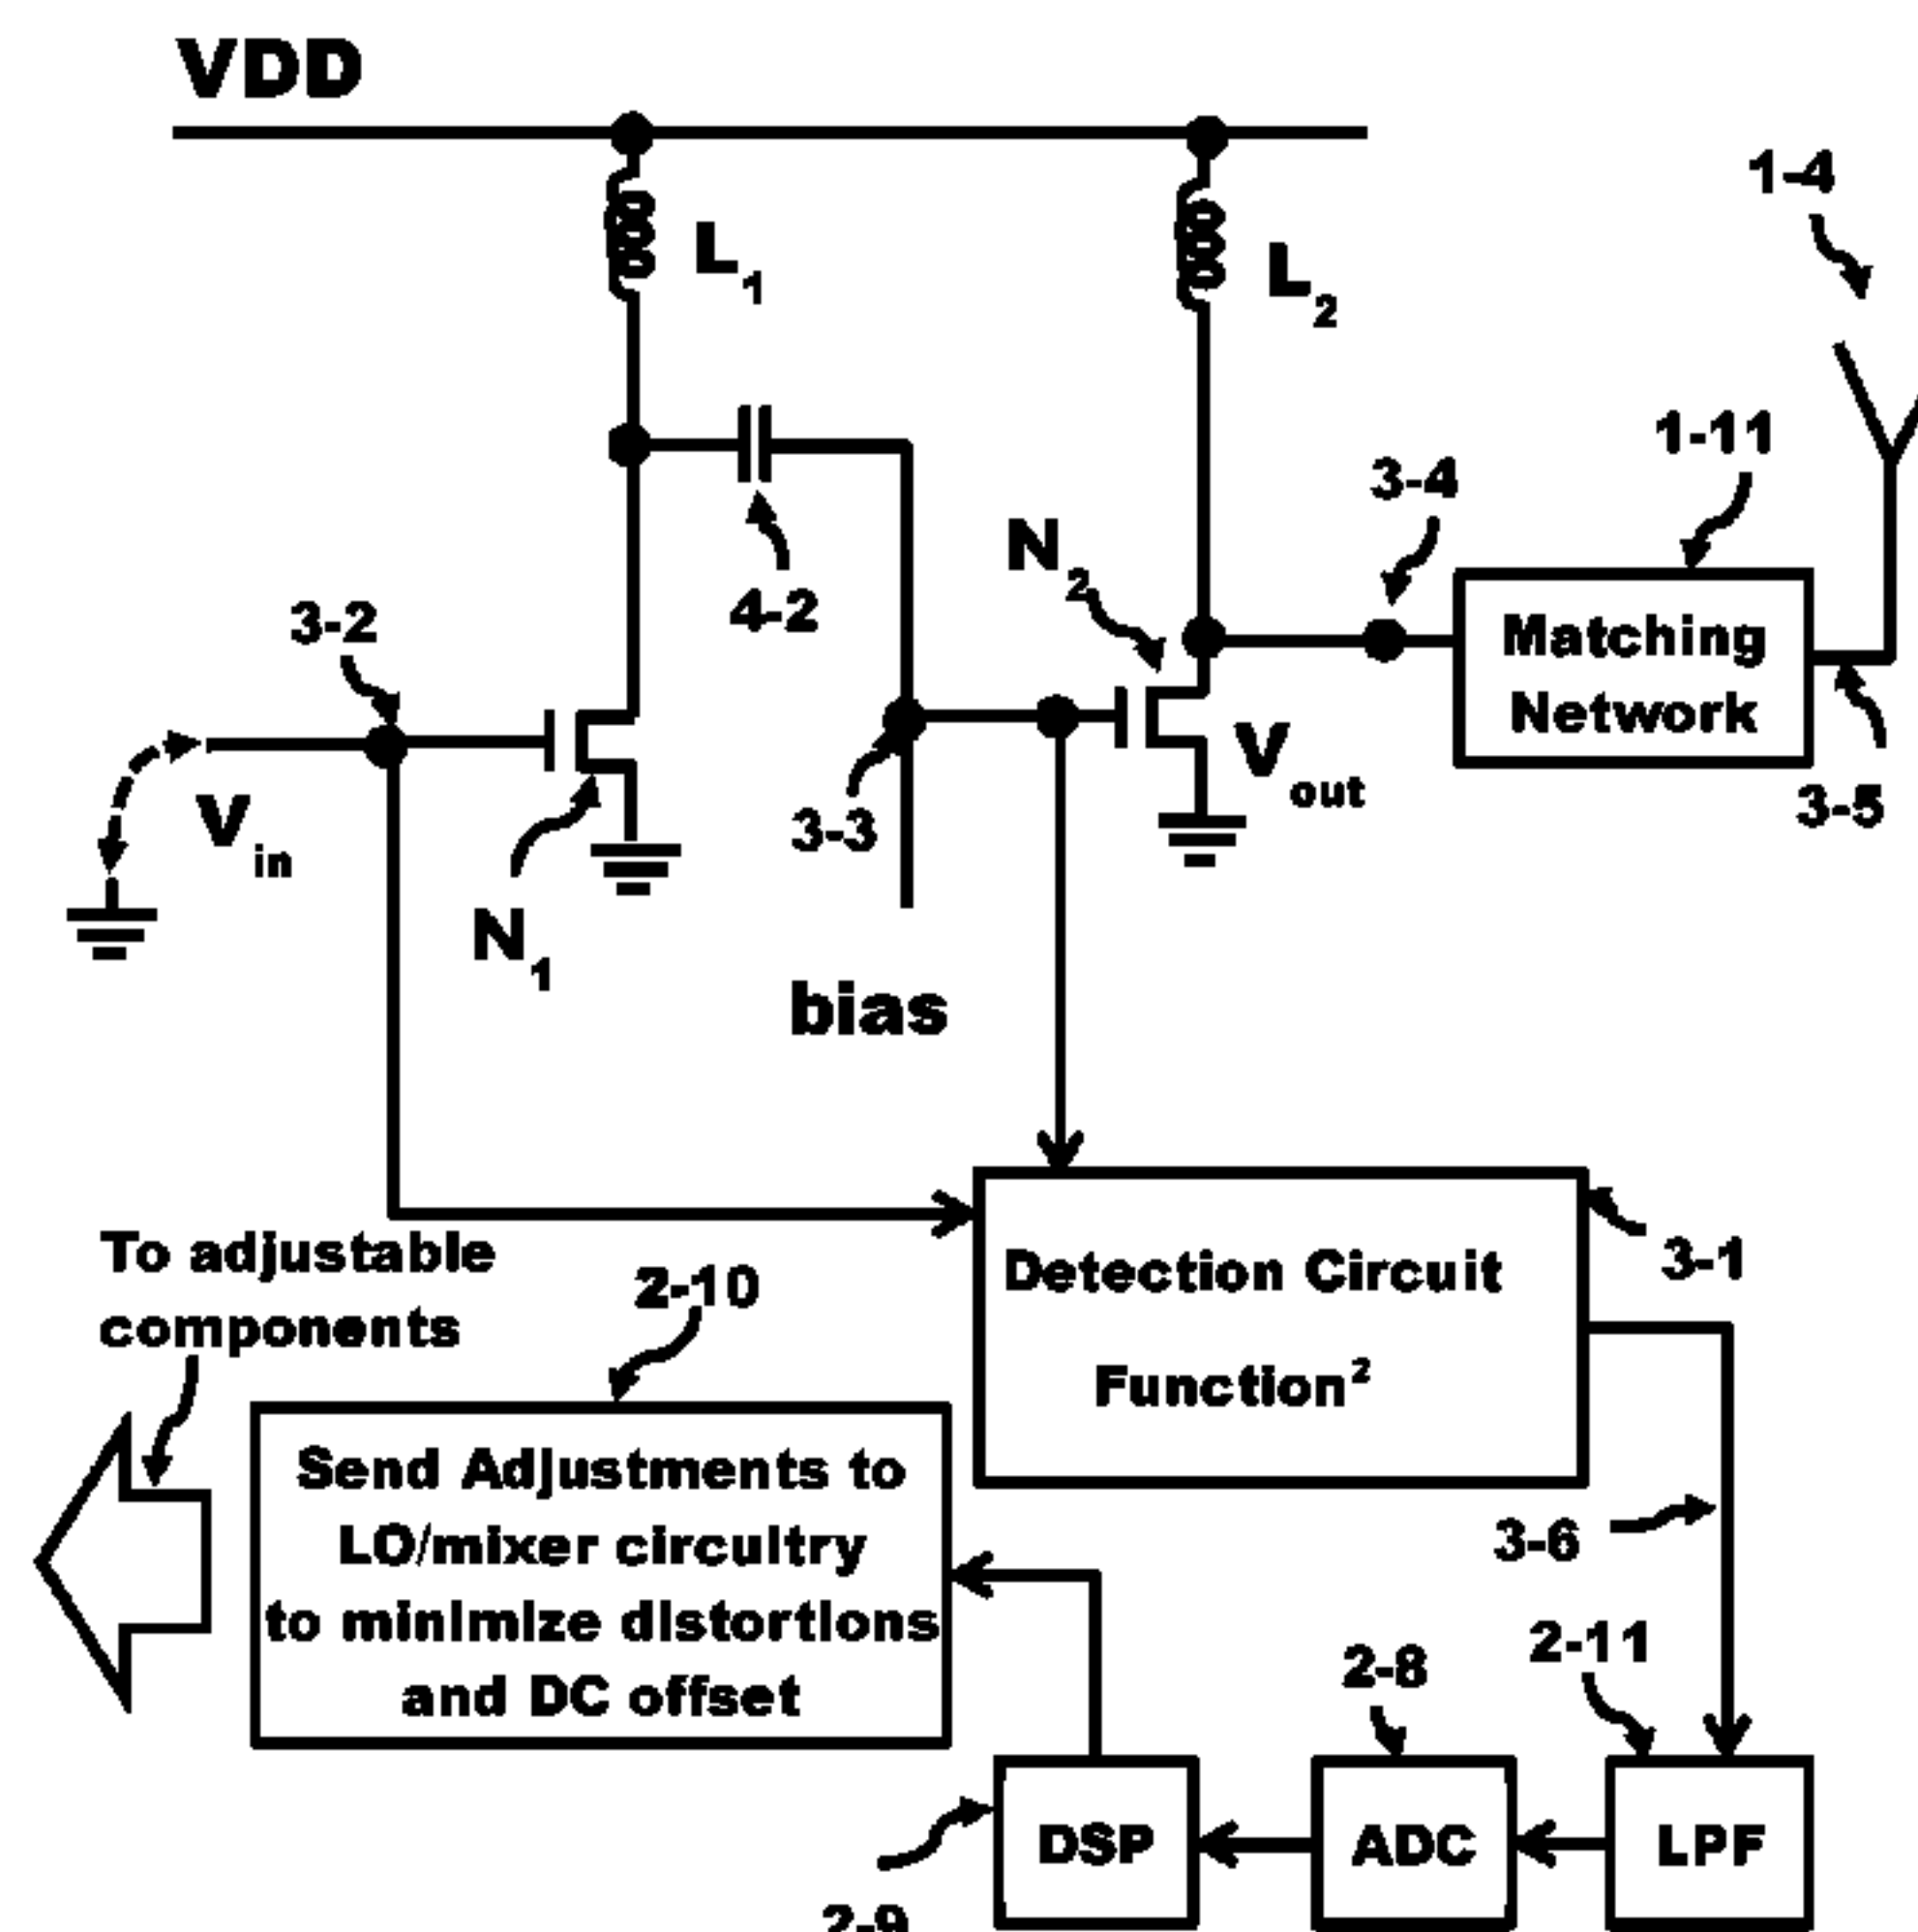 VDD
1-4
L1
L2
1-11
3-4
N2
3-2
4-2
Matching
Network
Vin
3-3
Vout
3-5
N1
bias
3-1
To adjustable
components
2-10
Detection Circuit
Function²
Send Adjustments to
LO/mixer circuitry
to minimize distortions
and DC offset
3-6
2-11
2-8
DSP
ADC
LPF
2-9